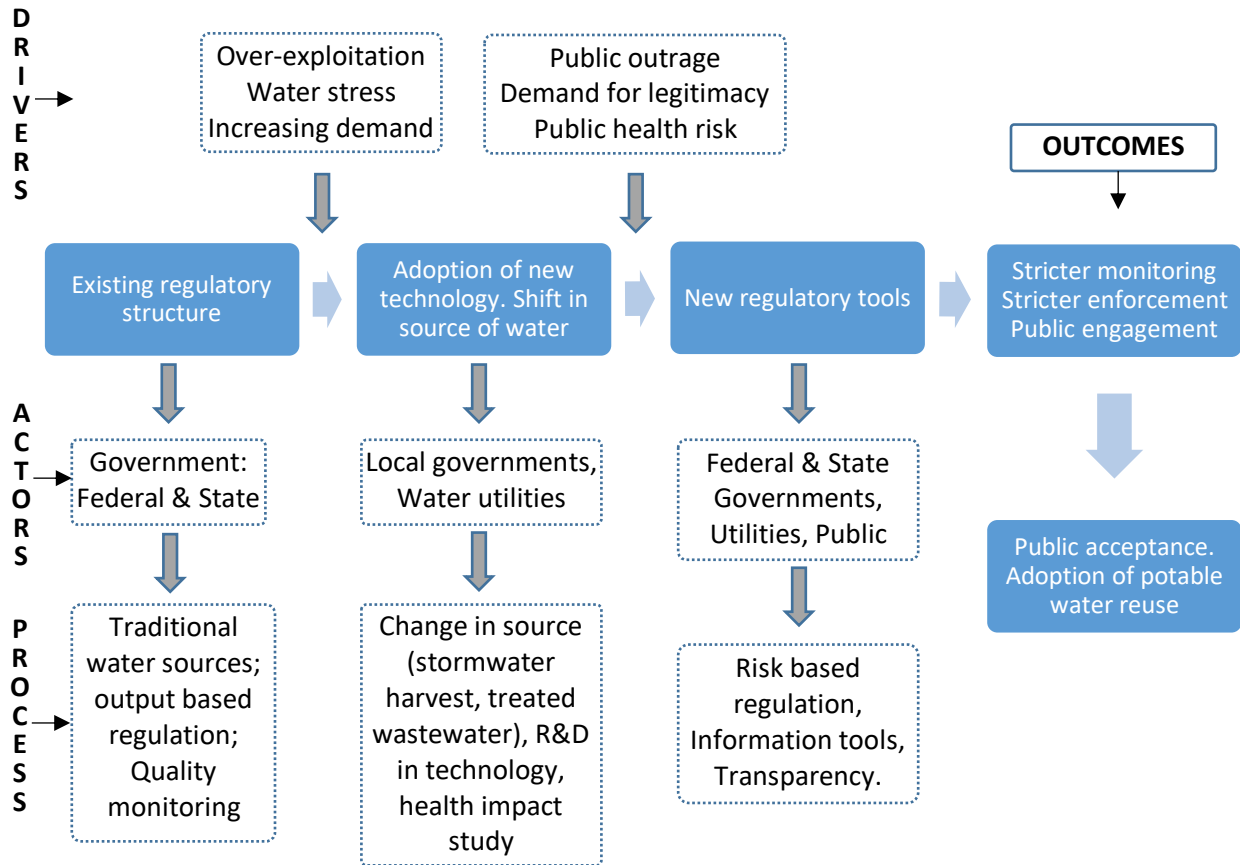 DRIVERS
Over-exploitation
Water stress
Increasing demand
Public outrage
Demand for legitimacy
Public health risk
OUTCOMES
Existing regulatory
structure
Adoption of new
technology. Shift in
source of water
New regulatory tools
Stricter monitoring
Stricter enforcement
Public engagement
ACTORS
Government:
Federal & State
Local governments,
Water utilities
Federal & State
Governments,
Utilities, Public
Public acceptance.
Adoption of potable
water reuse
PROCESS
Traditional
water sources;
output based
regulation;
Quality
monitoring
Change in source
(stormwater
harvest, treated
wastewater), R&D
in technology,
health impact
study
Risk based
regulation,
Information tools,
Transparency.